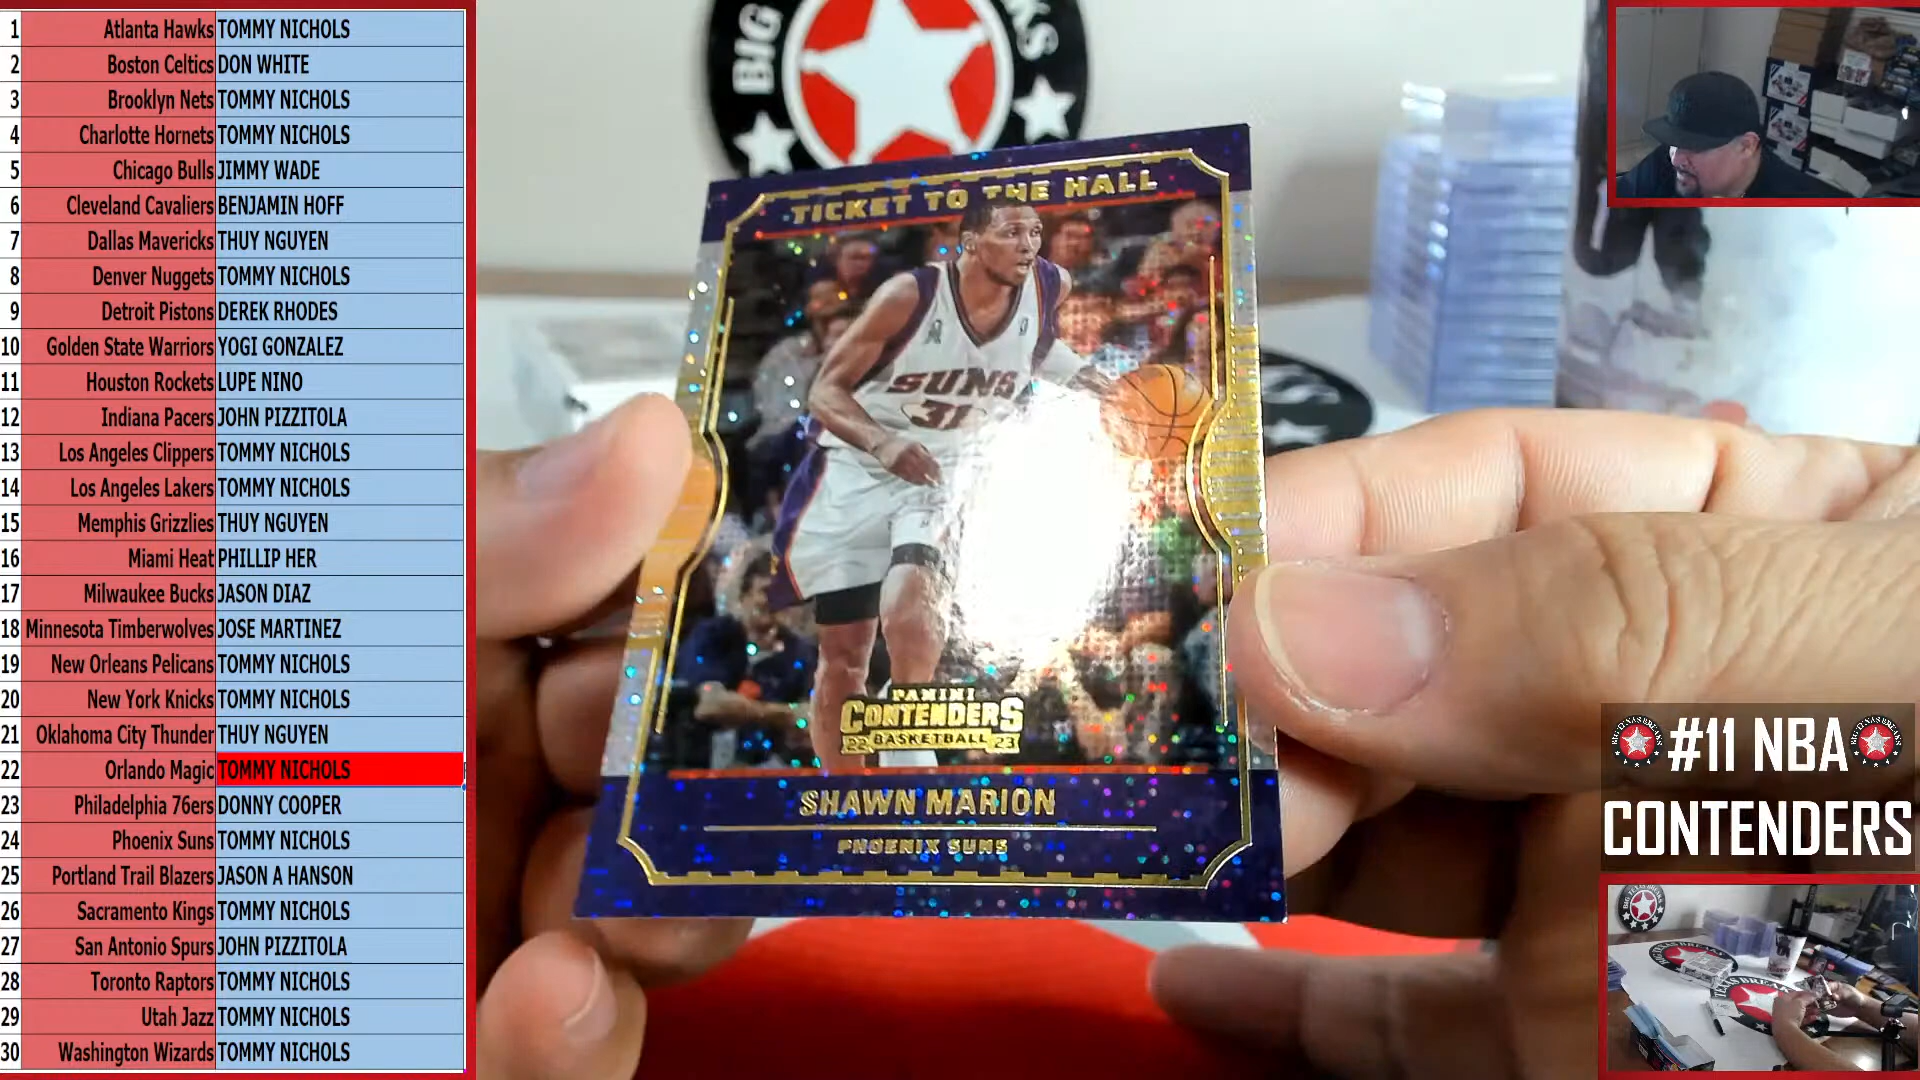 1 Atlanta Hawks TOMMY NICHOLS
2 Boston Celtics DON WHITE
3 Brooklyn Nets TOMMY NICHOLS
4 Charlotte Hornets TOMMY NICHOLS
5 Chicago Bulls JIMMY WADE
6 Cleveland Cavaliers BENJAMIN HOFF
7 Dallas Mavericks THUY NGUYEN
8 Denver Nuggets TOMMY NICHOLS
9 Detroit Pistons DEREK RHODES
10 Golden State Warriors YOGI GONZALEZ
11 Houston Rockets LUPE NINO
12 Indiana Pacers JOHN PIZZITOLA
13 Los Angeles Clippers TOMMY NICHOLS
14 Los Angeles Lakers TOMMY NICHOLS
15 Memphis Grizzlies THUY NGUYEN
16 Miami Heat PHILLIP HER
17 Milwaukee Bucks JASON DIAZ
18 Minnesota Timberwolves JOSE MARTINEZ
19 New Orleans Pelicans TOMMY NICHOLS
20 New York Knicks TOMMY NICHOLS
21 Oklahoma City Thunder THUY NGUYEN
22 Orlando Magic TOMMY NICHOLS
23 Philadelphia 76ers DONNY COOPER
24 Phoenix Suns TOMMY NICHOLS
25 Portland Trail Blazers JASON A HANSON
26 Sacramento Kings TOMMY NICHOLS
27 San Antonio Spurs JOHN PIZZITOLA
28 Toronto Raptors TOMMY NICHOLS
29 Utah Jazz TOMMY NICHOLS
30 Washington Wizards TOMMY NICHOLS
BIG
TICKET TO THE HALL
SUNS
31
PANINI
CONTENDERS
22 BASKETBALL 23
SHAWN MARION
PHOENIX SUNS
#11 NBA
CONTENDERS
BIG TEXAS BREAKS
TEXAS BREAK